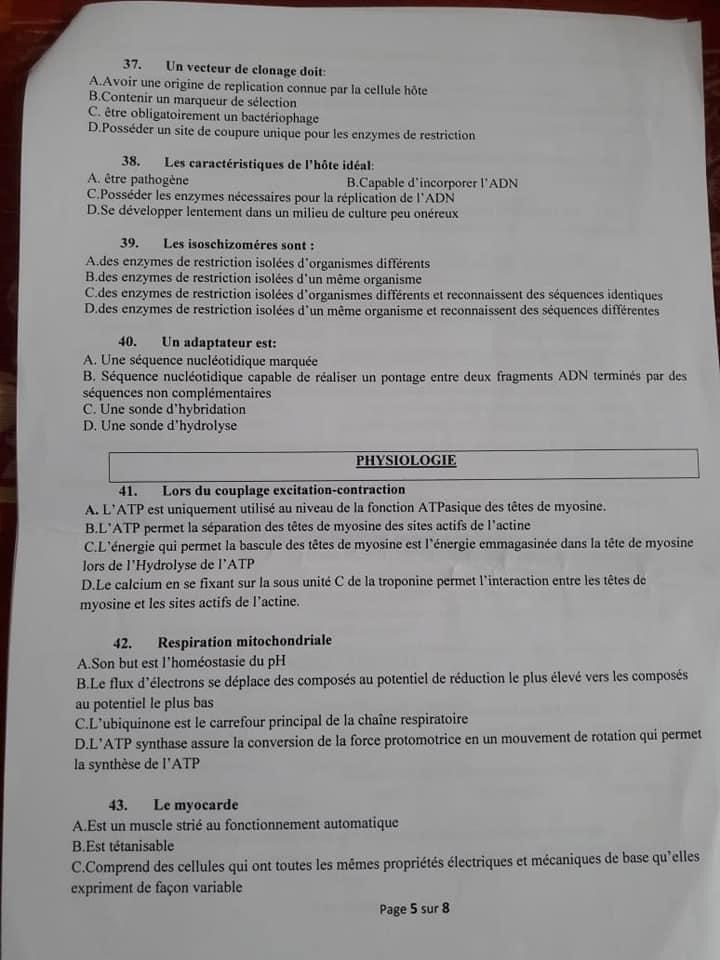 37. Un vecteur de clonage doit:
A.Avoir une origine de replication connue par la cellule hôte
B.Contenir un marqueur de sélection
C. être obligatoirement un bactériophage
D.Posséder un site de coupure unique pour les enzymes de restriction
38. Les caractéristiques de l'hôte idéal:
A. être pathogène B.Capable d'incorporer l'ADN
C.Posséder les enzymes nécessaires pour la réplication de l'ADN
D.Se développer lentement dans un milieu de culture peu onéreux
39. Les isoschizoméres sont :
A.des enzymes de restriction isolées d'organismes différents
B.des enzymes de restriction isolées d'un même organisme
C.des enzymes de restriction isolées d'organismes différents et reconnaissent des séquences identiques
D.des enzymes de restriction isolées d'un même organisme et reconnaissent des séquences différentes
40. Un adaptateur est:
A. Une séquence nucléotidique marquée
B. Séquence nucléotidique capable de réaliser un pontage entre deux fragments ADN terminés par des
séquences non complémentaires
C. Une sonde d'hybridation
D. Une sonde d'hydrolyse
PHYSIOLOGIE
41. Lors du couplage excitation-contraction
A. L'ATP est uniquement utilisé au niveau de la fonction ATPasique des têtes de myosine.
B.L'ATP permet la séparation des têtes de myosine des sites actifs de l'actine
C.L'énergie qui permet la bascule des têtes de myosine est l'énergie emmagasinée dans la tête de myosine
lors de l'Hydrolyse de l'ATP
D.Le calcium en se fixant sur la sous unité C de la troponine permet l'interaction entre les têtes de
myosine et les sites actifs de l'actine.
42. Respiration mitochondriale
A.Son but est l'homéostasie du pH
B.Le flux d'électrons se déplace des composés au potentiel de réduction le plus élevé vers les composés
au potentiel le plus bas
C.L'ubiquinone est le carrefour principal de la chaîne respiratoire
D.L'ATP synthase assure la conversion de la force protomotrice en un mouvement de rotation qui permet
la synthèse de l'ATP
43. Le myocarde
A.Est un muscle strié au fonctionnement automatique
B.Est tétanisable
C.Comprend des cellules qui ont toutes les mêmes propriétés électriques et mécaniques de base qu'elles
expriment de façon variable
Page 5 sur 8